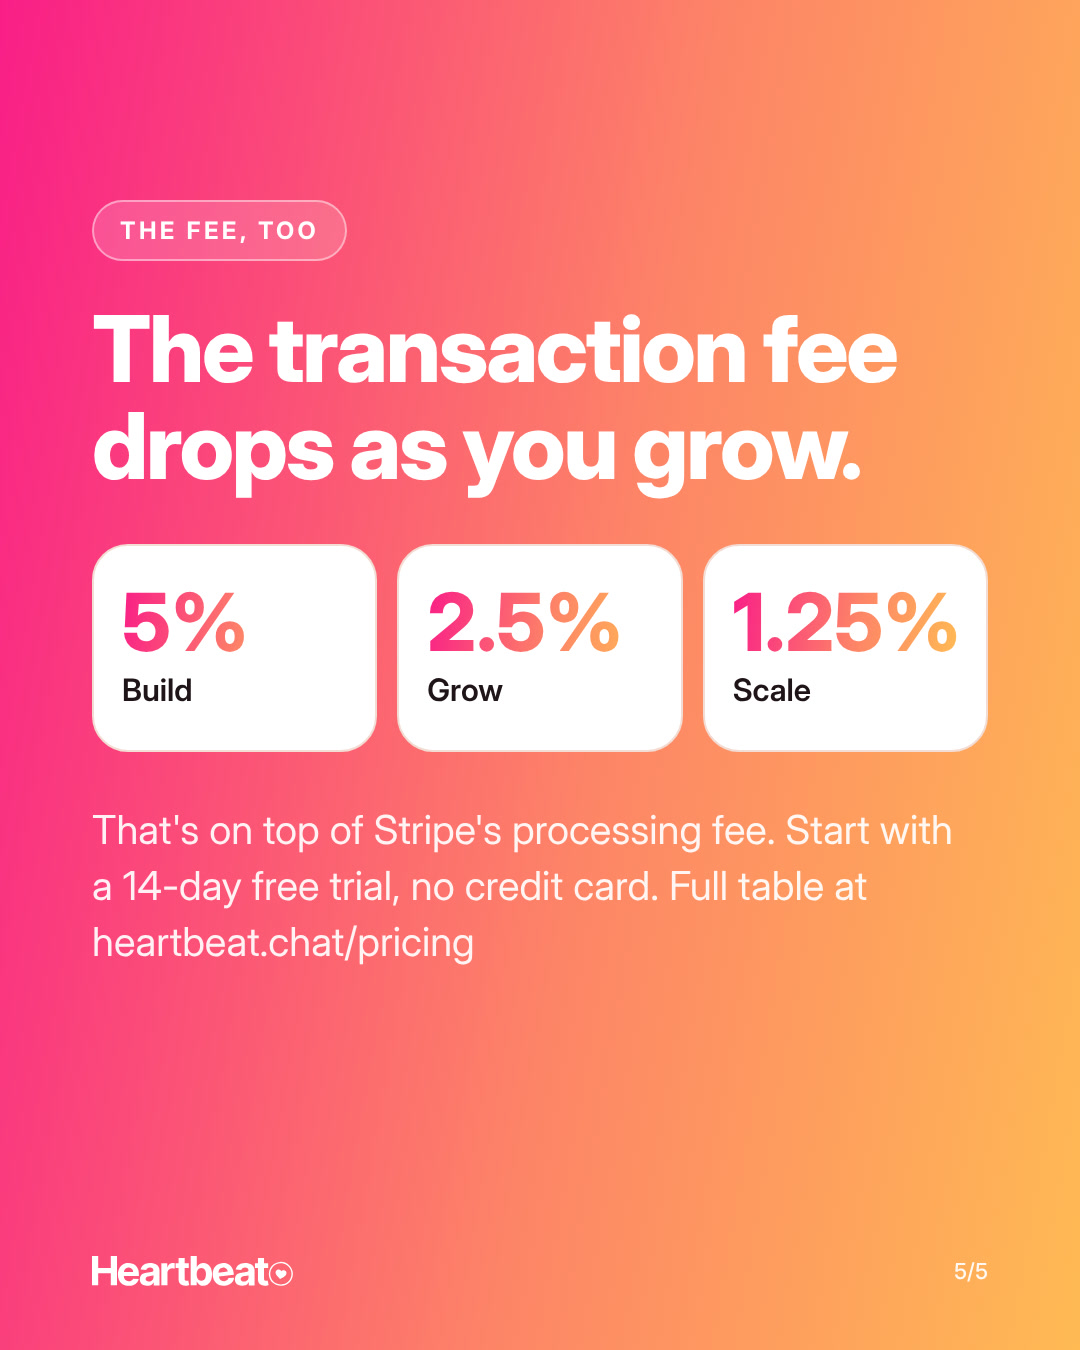 THE FEE, TOO
The transaction fee
drops as you grow.
5%
Build
2.5%
Grow
1.25%
Scale
That's on top of Stripe's processing fee. Start with
a 14-day free trial, no credit card. Full table at
heartbeat.chat/pricing
Heartbeat
5/5